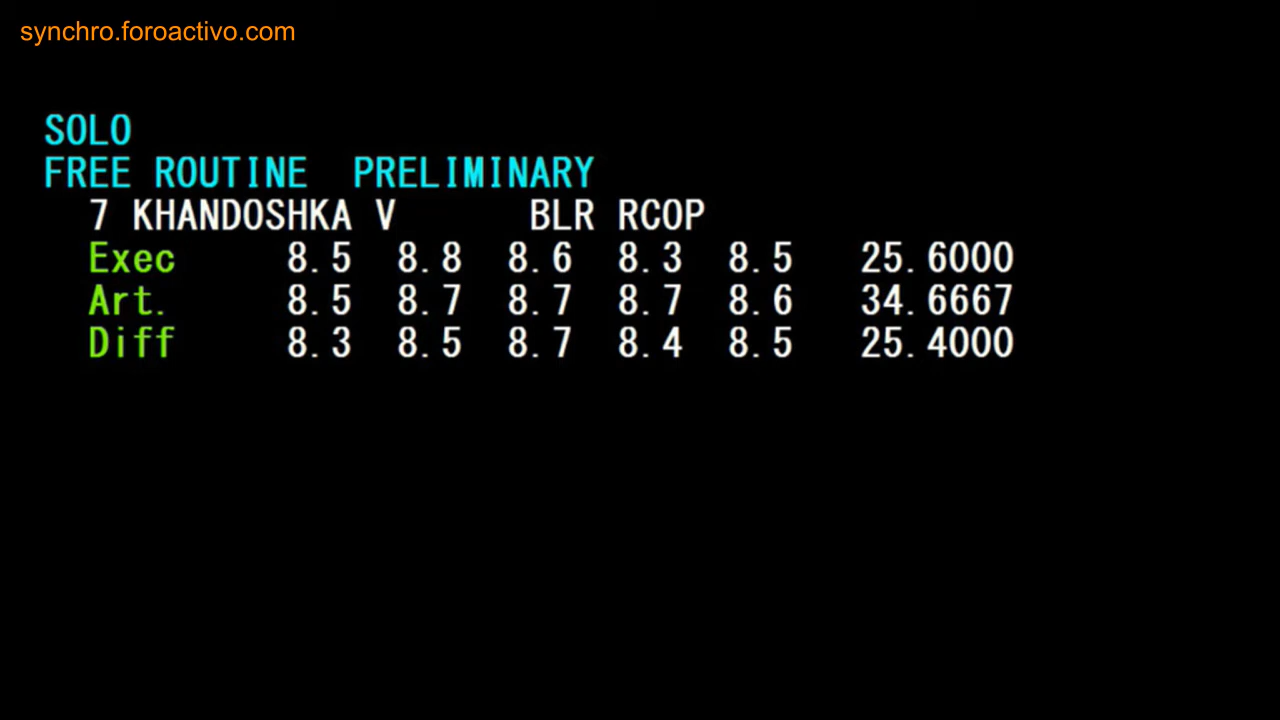 synchro.foroactivo.com
SOLO
FREE ROUTINE PRELIMINARY
7 KHANDOSHKA V BLR RCOP
Exec 8.5 8.8 8.6 8.3 8.5 25.6000
Art. 8.5 8.7 8.7 8.7 8.6 34.6667
Diff 8.3 8.5 8.7 8.4 8.5 25.4000